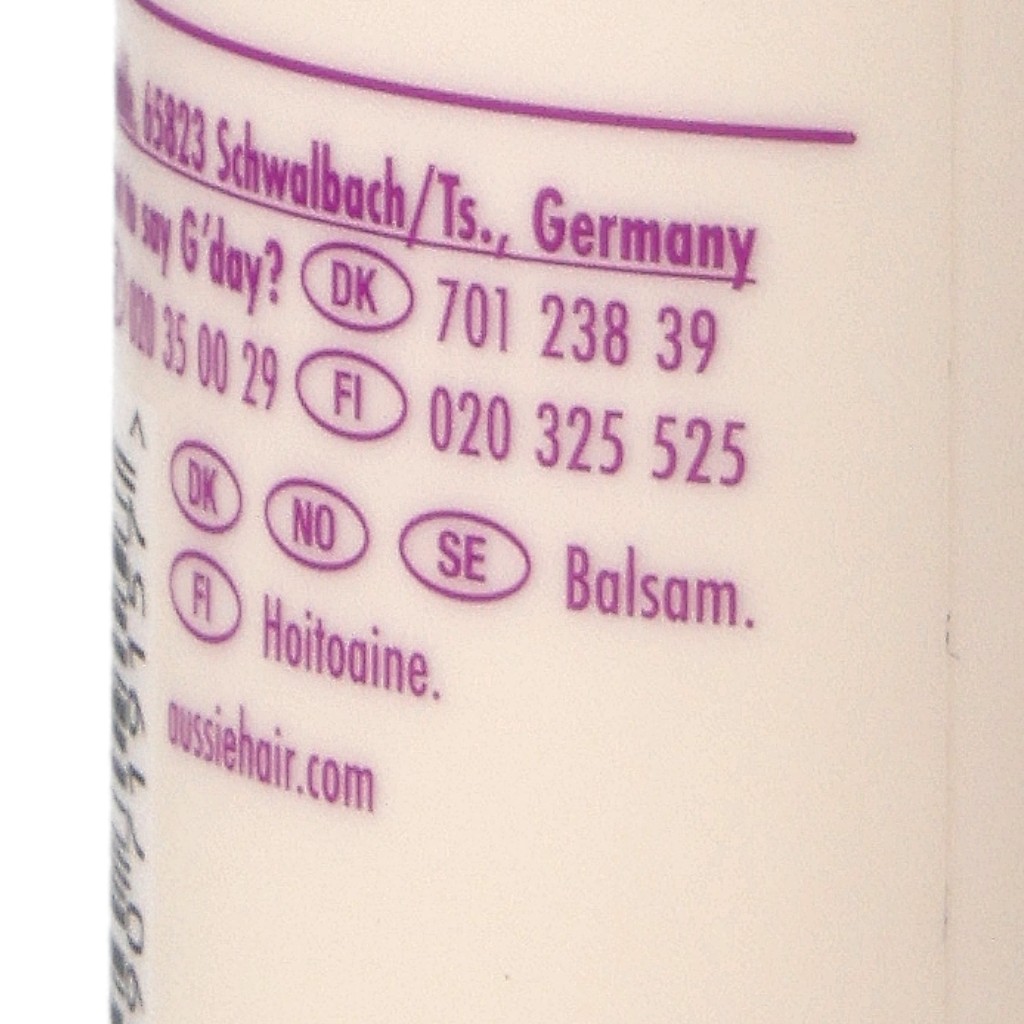 65823 Schwalbach/Ts., Germany
to say G'day? DK 701 238 39
020 35 00 29 FI 020 325 525
DK NO SE Balsam.
FI Hoitoaine.
aussiehair.com